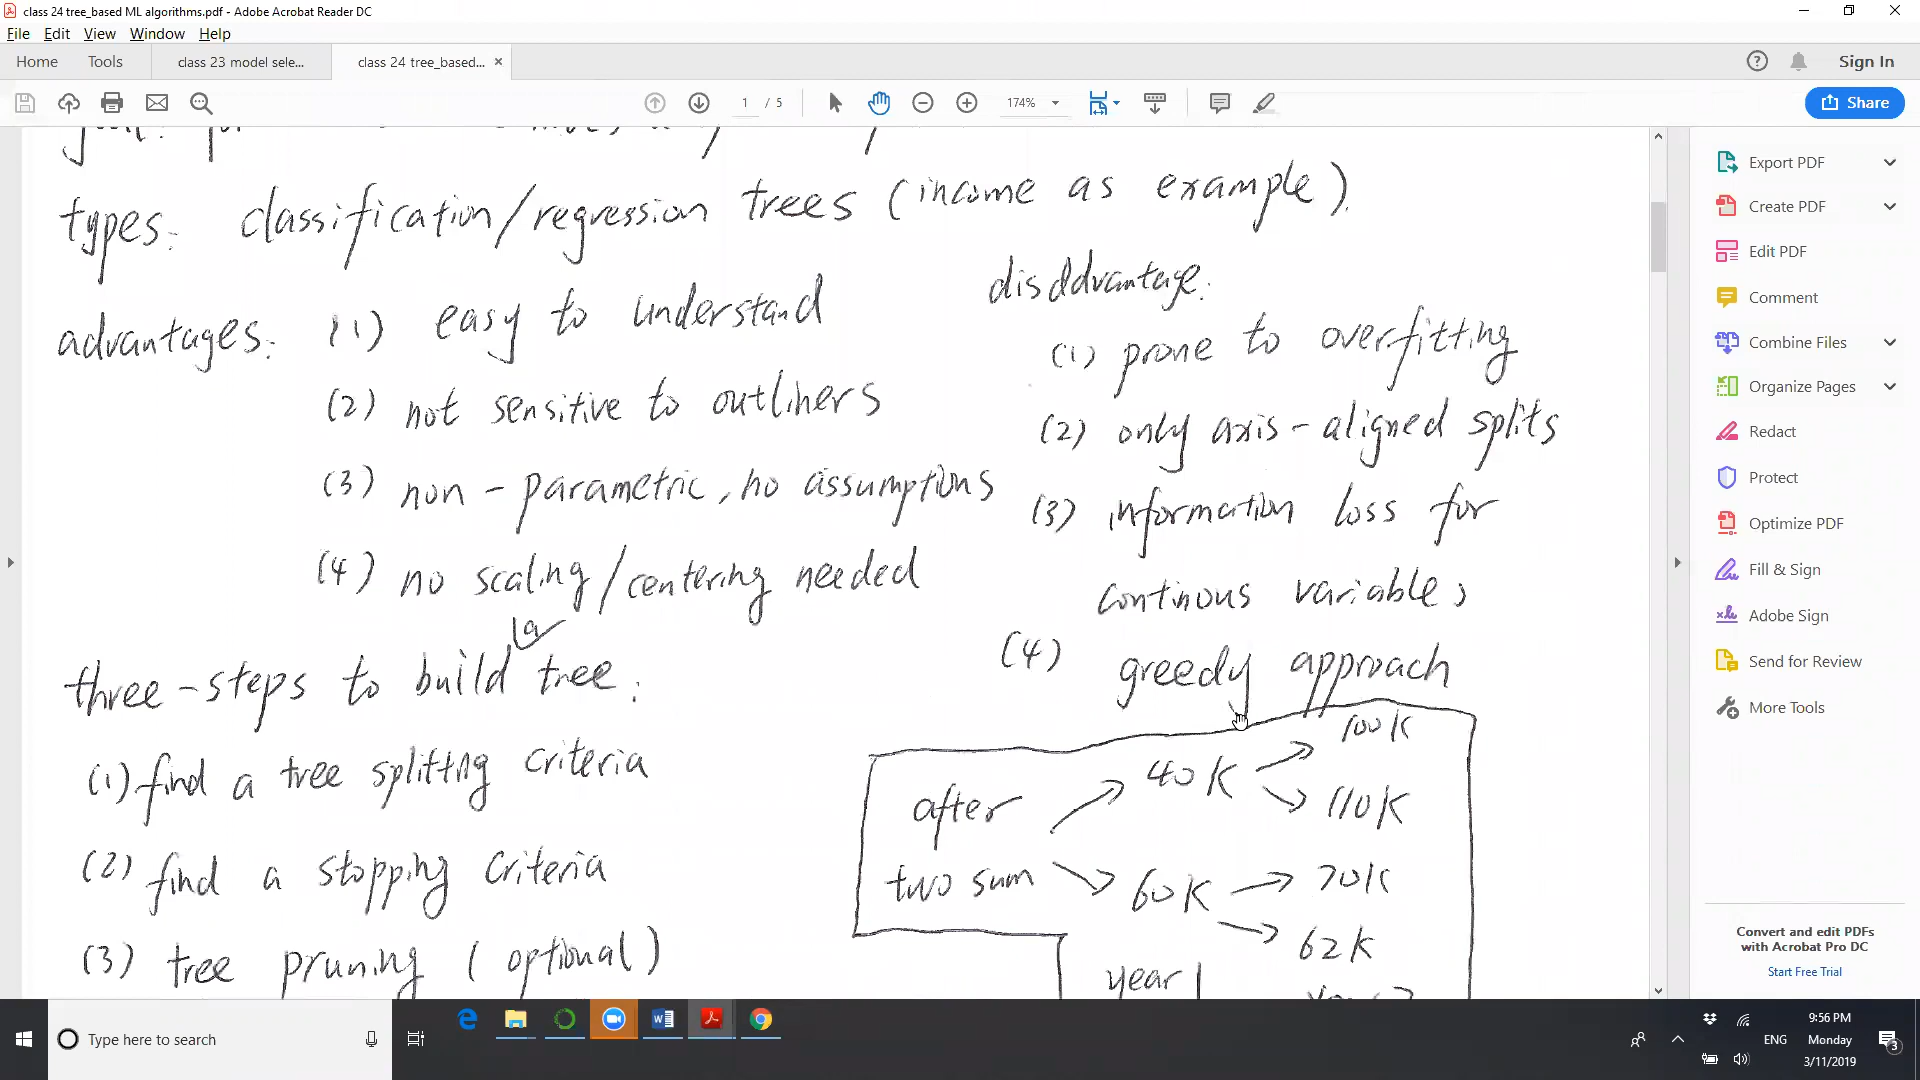 class 24 tree_based ML algorithms.pdf - Adobe Acrobat Reader DC
File Edit View Window Help
Home Tools class 23 model sele... class 24 tree_based... ×
1 / 5 174% Share
? Sign In
types: classification/regression trees (income as example).
advantages: (1) easy to understand
(2) not sensitive to outliners
(3) non-parametric, no assumptions
(4) no scaling/centering needed
disddvantage:
(1) prone to overfitting
(2) only axis-aligned splits
(3) information loss for
continous variables
(4) greedy approach
three-steps to build a tree:
(1) find a tree splitting criteria
(2) find a stopping criteria
(3) tree pruning (optional)
after
two sum
40K
100K
110K
60K
70K
62K
year 1
Export PDF
Create PDF
Edit PDF
Comment
Combine Files
Organize Pages
Redact
Protect
Optimize PDF
Fill & Sign
Adobe Sign
Send for Review
More Tools
Convert and edit PDFs
with Acrobat Pro DC
Start Free Trial
Type here to search
ENG
9:56 PM
Monday
3/11/2019
3